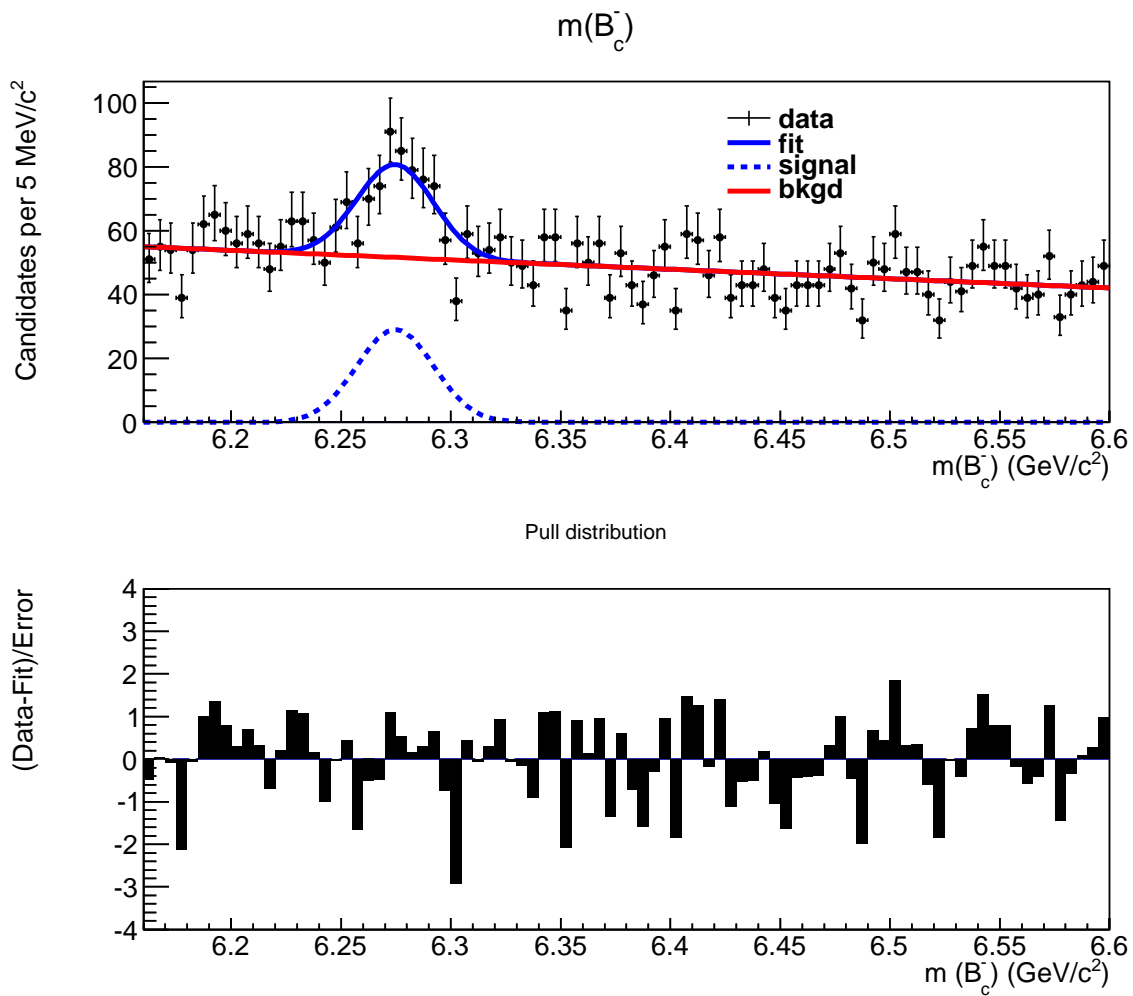 m(B_c^-)
Candidates per 5 MeV/c^2
100
80
60
40
20
0
data
fit
signal
bkgd
6.2 6.25 6.3 6.35 6.4 6.45 6.5 6.55 6.6
m(B_c^-) (GeV/c^2)
Pull distribution
(Data-Fit)/Error
4
3
2
1
0
-1
-2
-3
-4
6.2 6.25 6.3 6.35 6.4 6.45 6.5 6.55 6.6
m (B_c^-) (GeV/c^2)